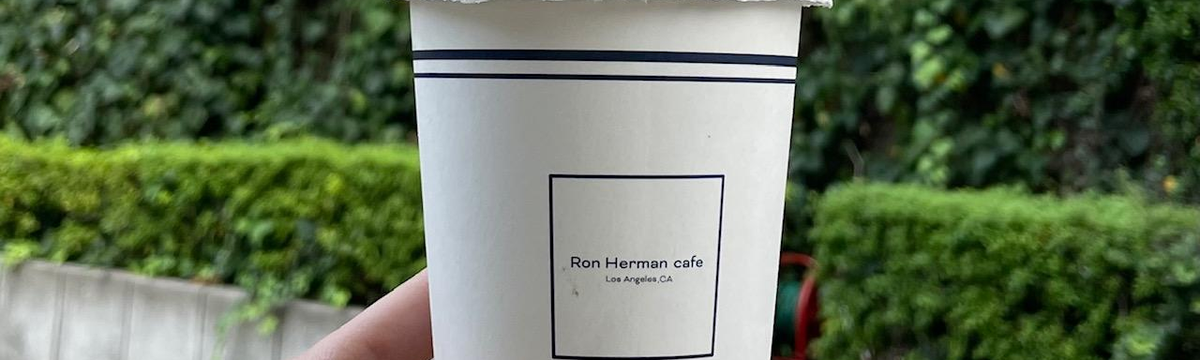 Ron Herman cafe
Los Angeles,CA